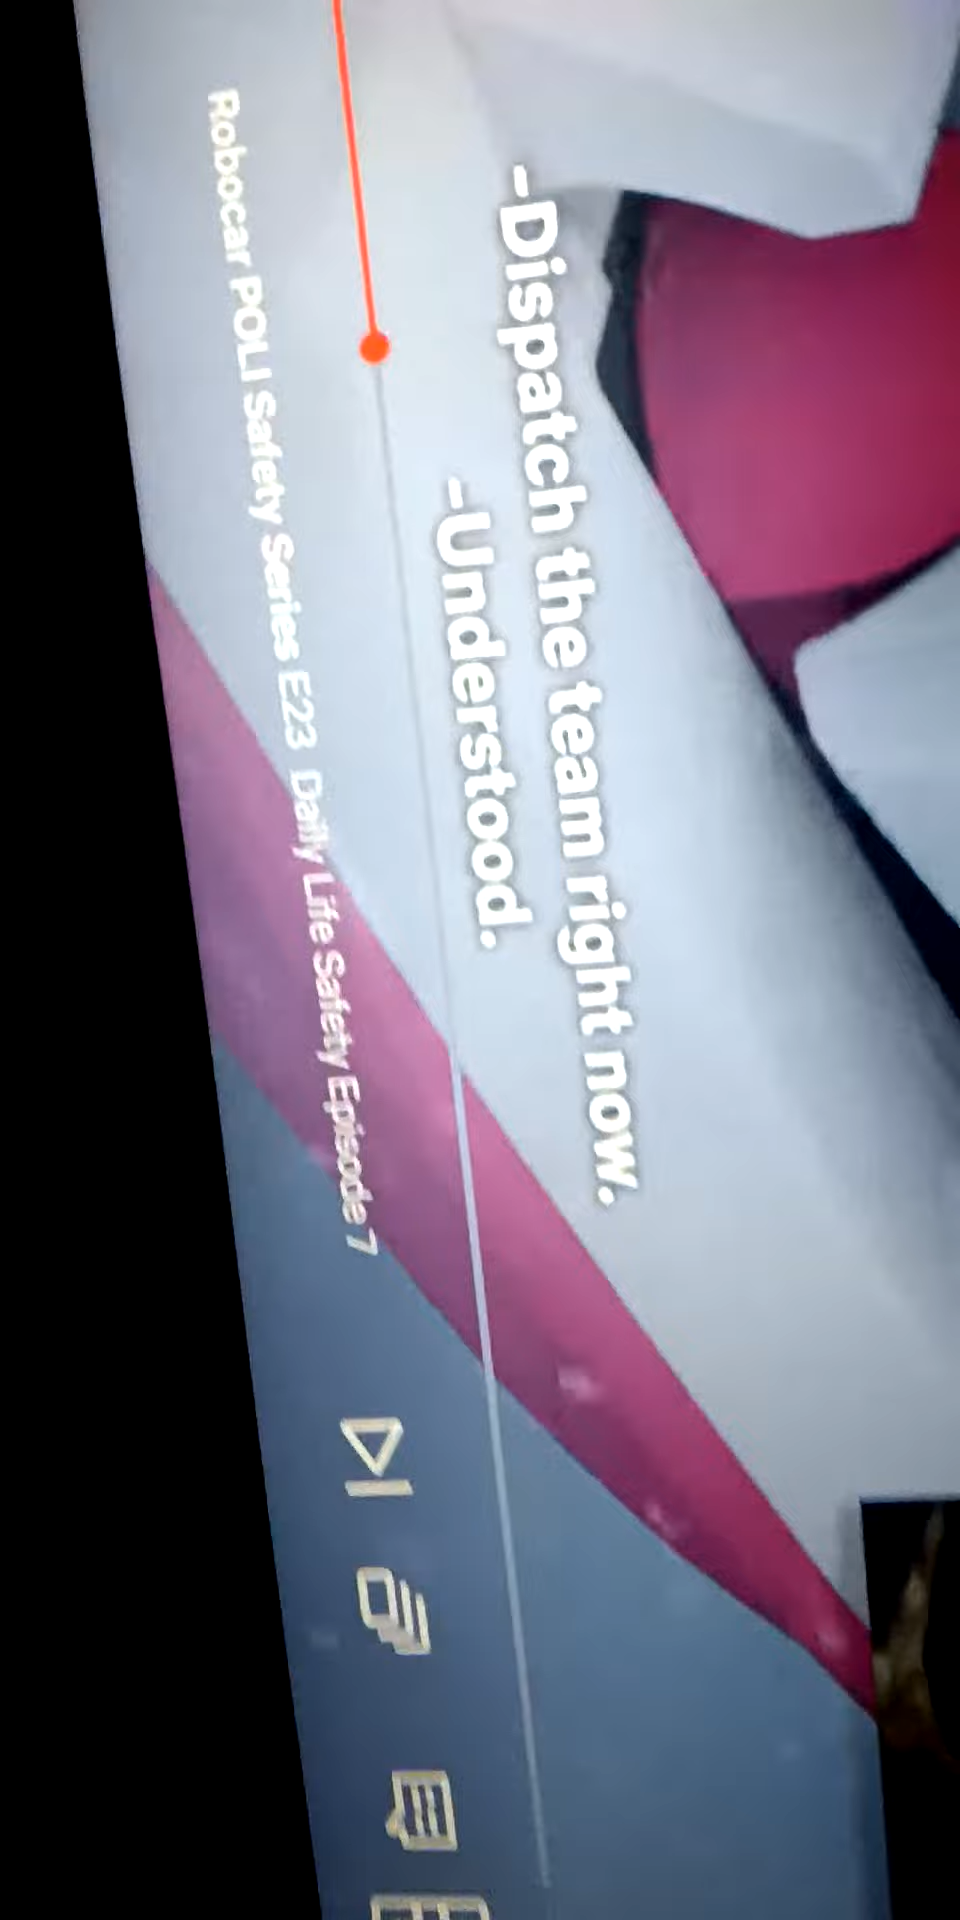 -Dispatch the team right now.
-Understood.
Robocar POLI Safety Series E23 Daily Life Safety Episode 7